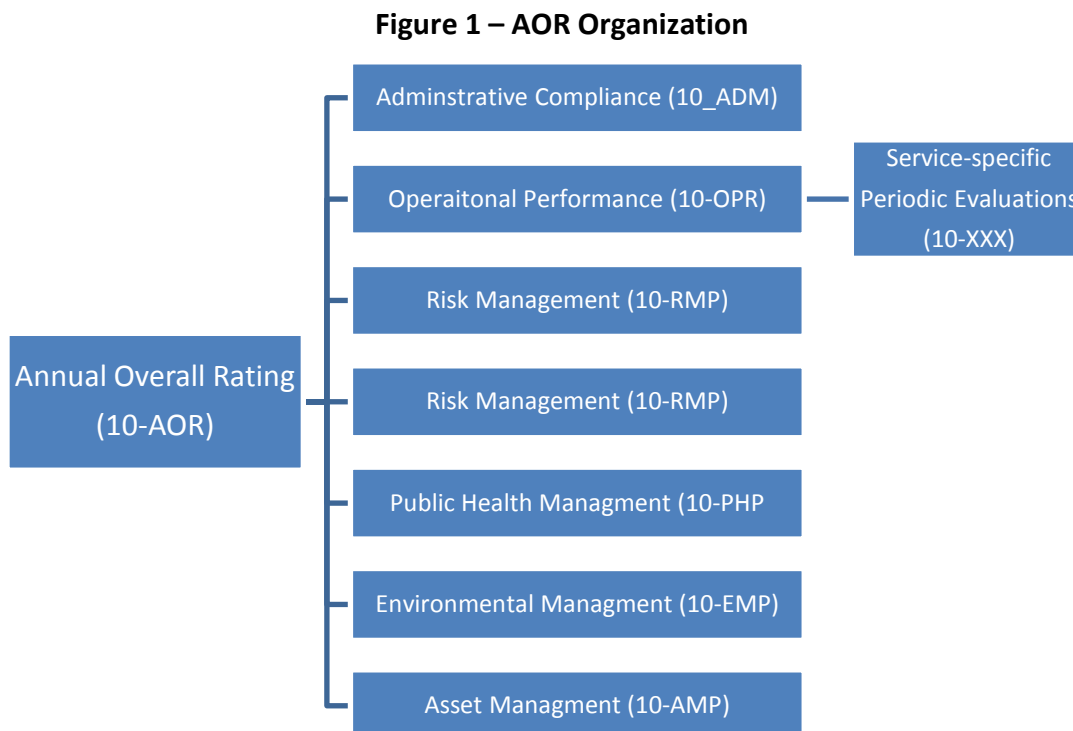 Figure 1 – AOR Organization
Adminstrative Compliance (10_ADM)
Service-specific
Periodic Evaluations
(10-XXX)
Operaitonal Performance (10-OPR)
Risk Management (10-RMP)
Annual Overall Rating
(10-AOR)
Risk Management (10-RMP)
Public Health Managment (10-PHP
Environmental Managment (10-EMP)
Asset Managment (10-AMP)